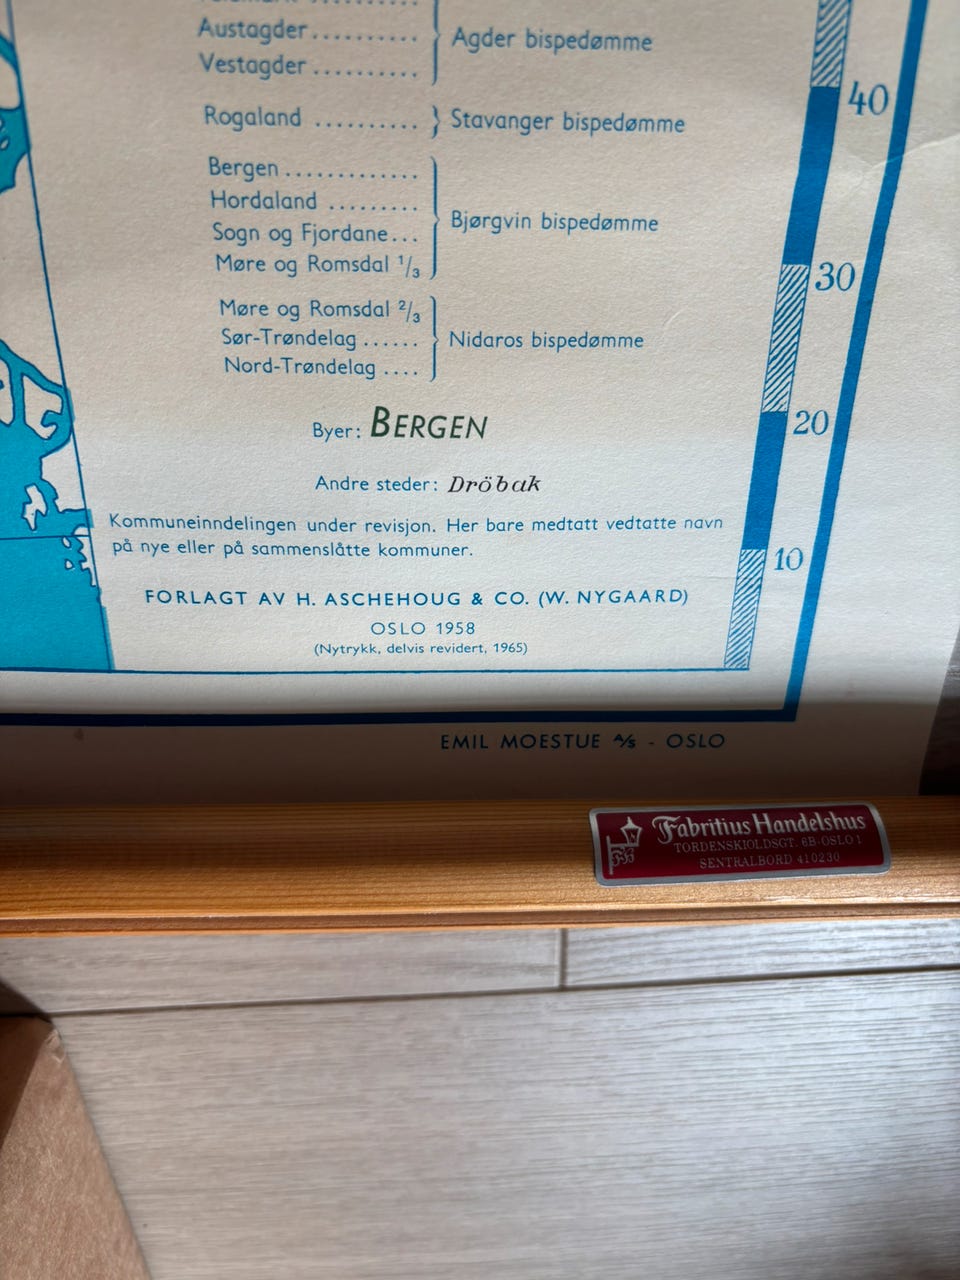 Austagder..........
Vestagder..........
} Agder bispedømme
Rogaland .......... } Stavanger bispedømme
Bergen.............
Hordaland .........
Sogn og Fjordane...
Møre og Romsdal 1/3
} Bjørgvin bispedømme
Møre og Romsdal 2/3
Sør-Trøndelag ......
Nord-Trøndelag ....
} Nidaros bispedømme
Byer: BERGEN
Andre steder: Dröbak
Kommuneinndelingen under revisjon. Her bare medtatt vedtatte navn
på nye eller på sammenslåtte kommuner.
FORLAGT AV H. ASCHEHOUG & CO. (W. NYGAARD)
OSLO 1958
(Nytrykk, delvis revidert, 1965)
40
30
20
10
EMIL MOESTUE A/S - OSLO
Fabritius Handelshus
TORDENSKIOLDSGT. 6B-OSLO 1
SENTRALBORD 410230